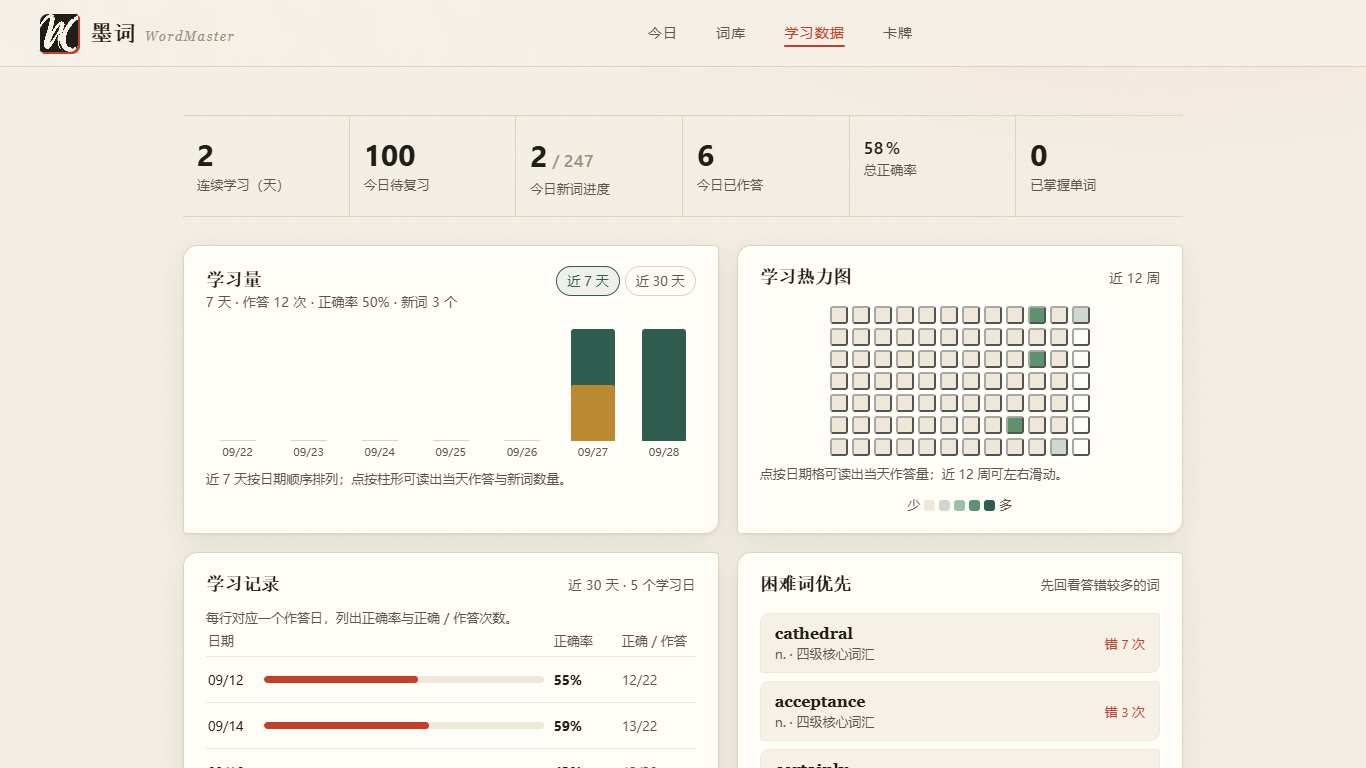 墨词 WordMaster
今日 词库 学习数据 卡牌
2
连续学习（天）
100
今日待复习
2 / 247
今日新词进度
6
今日已作答
58%
总正确率
0
已掌握单词
学习量
近 7 天 近 30 天
7 天 · 作答 12 次 · 正确率 50% · 新词 3 个
09/22 09/23 09/24 09/25 09/26 09/27 09/28
近 7 天按日期顺序排列；点按柱形可读出当天作答与新词数量。
学习热力图
近 12 周
点按日期格可读出当天作答量；近 12 周可左右滑动。
少 多
学习记录
近 30 天 · 5 个学习日
每行对应一个作答日，列出正确率与正确 / 作答次数。
日期 正确率 正确 / 作答
09/12 55% 12/22
09/14 59% 13/22
困难词优先
先回看答错较多的词
cathedral
n. · 四级核心词汇
错 7 次
acceptance
n. · 四级核心词汇
错 3 次